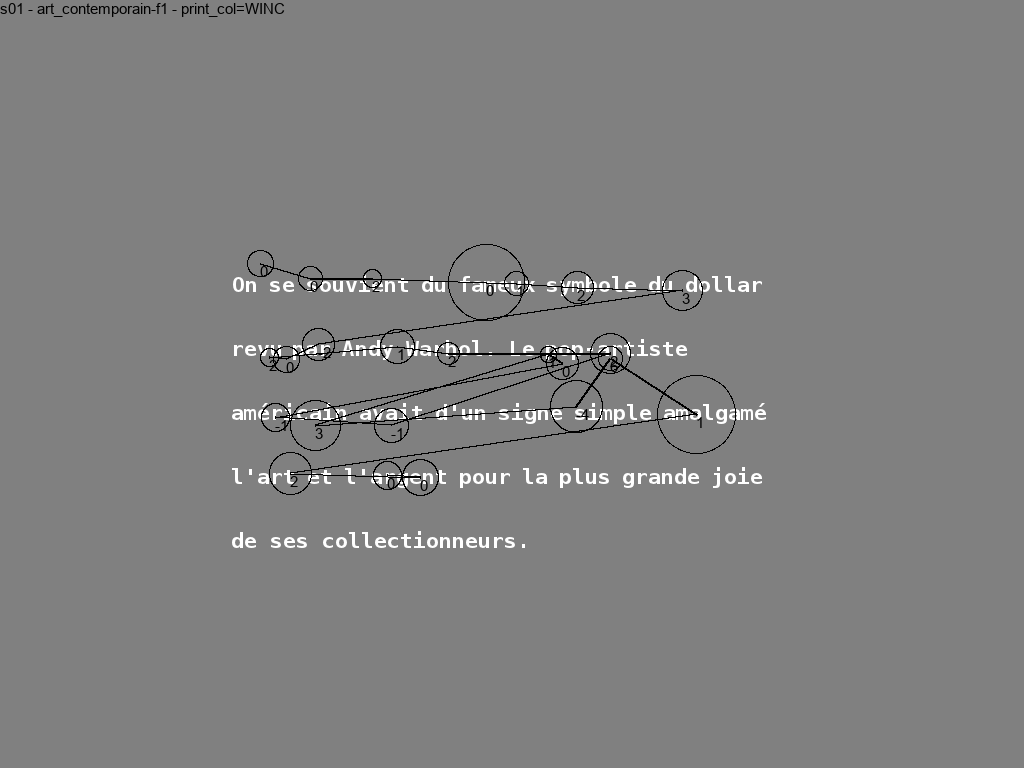 s01 - art_contemporain-f1 - print_col=WINC
On se souvient du fameux symbole du dollar
revu par Andy Warhol. Le pop-artiste
américain avait d'un signe simple amalgamé
l'art et l'argent pour la plus grande joie
de ses collectionneurs.